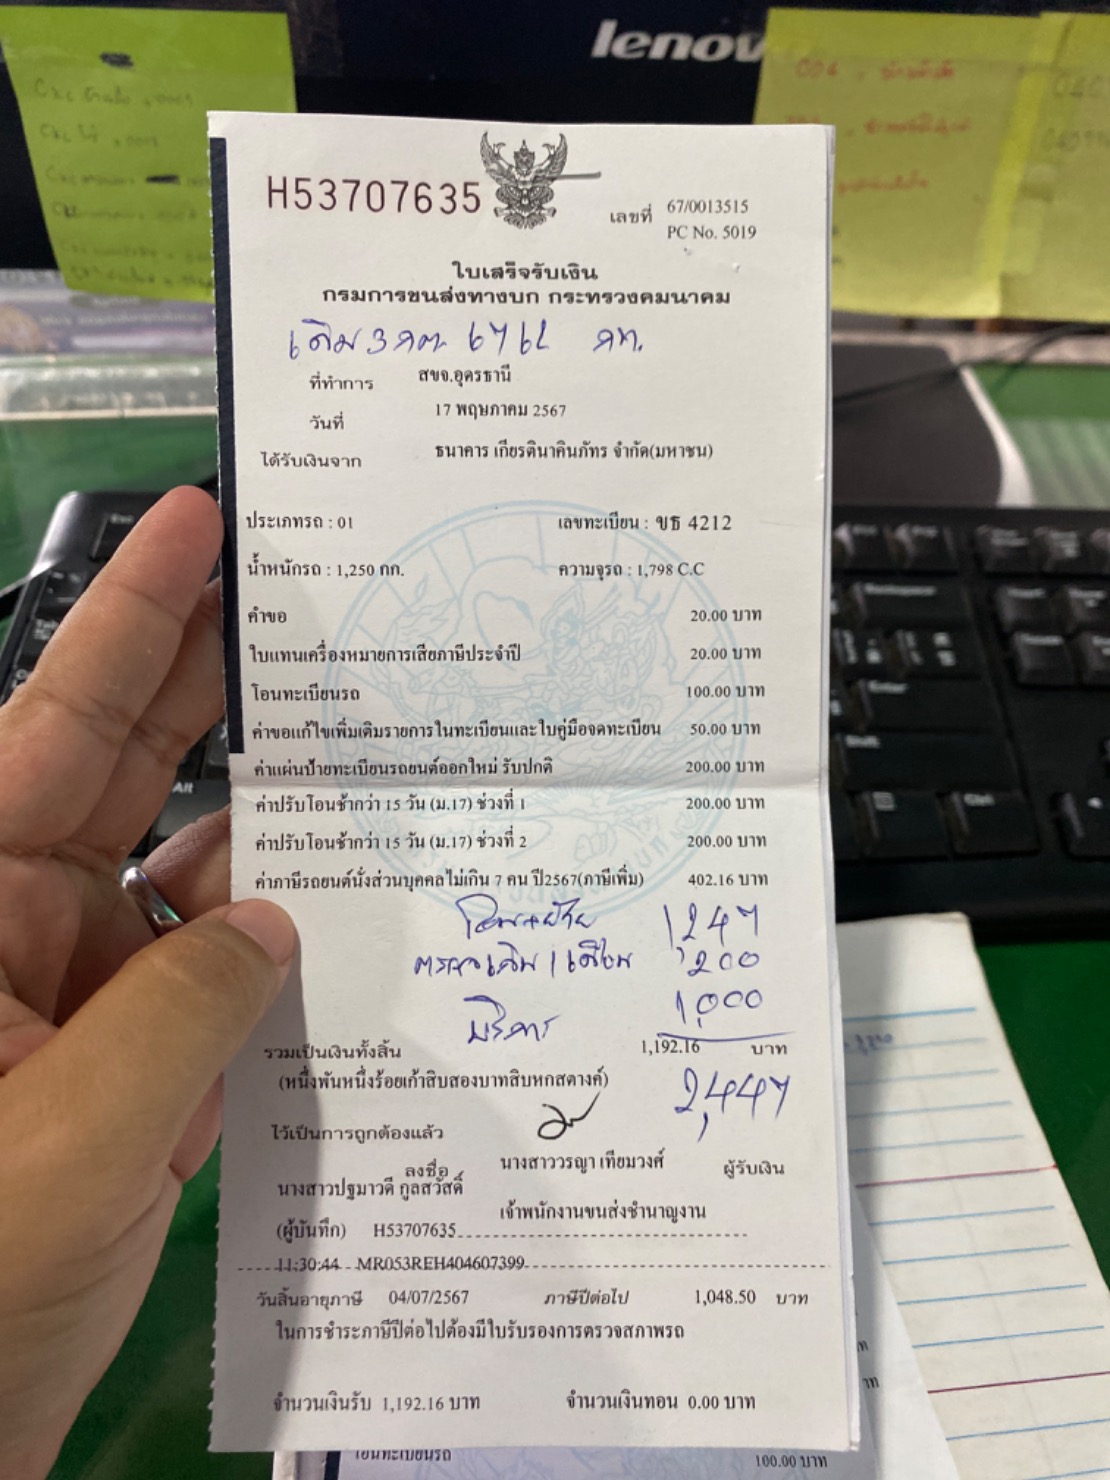 lenov
H53707635
เลขที่ 67/0013515
PC No. 5019
ใบเสร็จรับเงิน
กรมการขนส่งทางบก กระทรวงคมนาคม
เดิม 3 กต 6762 กท.
ที่ทำการ สขจ.อุดรธานี
วันที่ 17 พฤษภาคม 2567
ได้รับเงินจาก ธนาคาร เกียรตินาคินภัทร จำกัด(มหาชน)
ประเภทรถ : 01 เลขทะเบียน : ขธ 4212
น้ำหนักรถ : 1,250 กก. ความจุรถ : 1,798 C.C
คำขอ 20.00 บาท
ใบแทนเครื่องหมายการเสียภาษีประจำปี 20.00 บาท
โอนทะเบียนรถ 100.00 บาท
ค่าขอแก้ไขเพิ่มเติมรายการในทะเบียนและใบคู่มือจดทะเบียน 50.00 บาท
ค่าแผ่นป้ายทะเบียนรถยนต์ออกใหม่ รับปกติ 200.00 บาท
ค่าปรับโอนช้ากว่า 15 วัน (ม.17) ช่วงที่ 1 200.00 บาท
ค่าปรับโอนช้ากว่า 15 วัน (ม.17) ช่วงที่ 2 200.00 บาท
ค่าภาษีรถยนต์นั่งส่วนบุคคลไม่เกิน 7 คน ปี2567(ภาษีเพิ่ม) 402.16 บาท
1,247
200
บริการ 1,000
รวมเป็นเงินทั้งสิ้น 1,192.16 บาท
(หนึ่งพันหนึ่งร้อยเก้าสิบสองบาทสิบหกสตางค์) 2,447
ไว้เป็นการถูกต้องแล้ว
ลงชื่อ นางสาววรญา เทียมวงศ์ ผู้รับเงิน
นางสาวปฐมาวดี กูลสวัสดิ์
เจ้าพนักงานขนส่งชำนาญงาน
(ผู้บันทึก) H53707635
11:30:44 MR053REH404607399
วันสิ้นอายุภาษี 04/07/2567 ภาษีปีต่อไป 1,048.50 บาท
ในการชำระภาษีปีต่อไปต้องมีใบรับรองการตรวจสภาพรถ
จำนวนเงินรับ 1,192.16 บาท จำนวนเงินทอน 0.00 บาท
โอนทะเบียนรถ 100.00 บาท